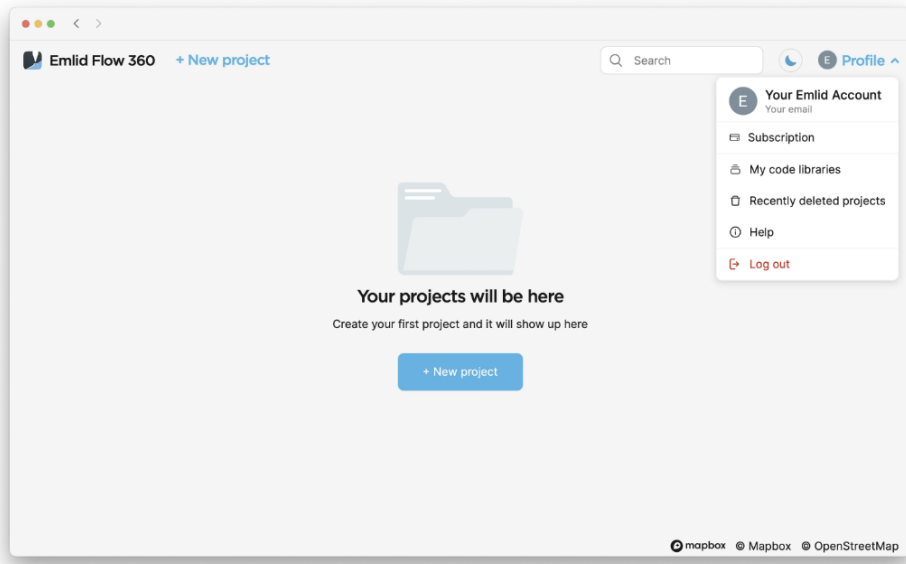 Emlid Flow 360
+ New project
Search
E
Profile
E
Your Emlid Account
Your email
Subscription
My code libraries
Recently deleted projects
Help
Log out
Your projects will be here
Create your first project and it will show up here
+ New project
mapbox © Mapbox © OpenStreetMap